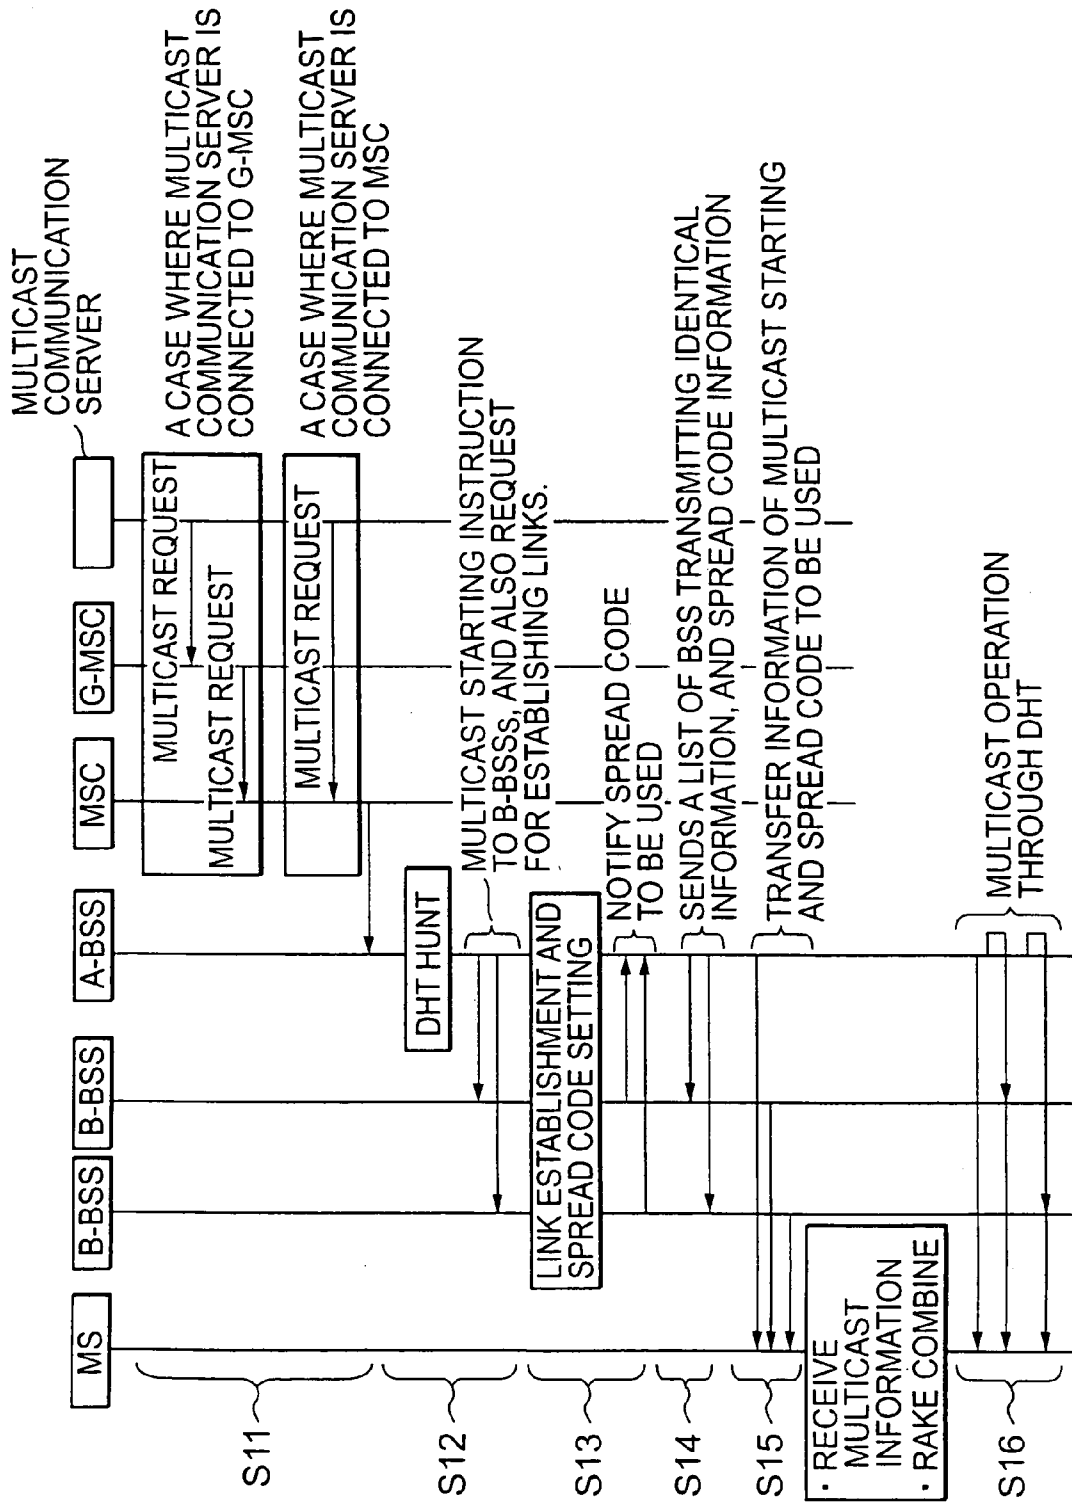 MULTICAST
COMMUNICATION
SERVER
MS
B-BSS
B-BSS
A-BSS
MSC
G-MSC
S11
MULTICAST REQUEST
MULTICAST REQUEST
A CASE WHERE MULTICAST
COMMUNICATION SERVER IS
CONNECTED TO G-MSC
MULTICAST REQUEST
A CASE WHERE MULTICAST
COMMUNICATION SERVER IS
CONNECTED TO MSC
S12
DHT HUNT
MULTICAST STARTING INSTRUCTION
TO B-BSSs, AND ALSO REQUEST
FOR ESTABLISHING LINKS.
S13
LINK ESTABLISHMENT AND
SPREAD CODE SETTING
NOTIFY SPREAD CODE
TO BE USED
S14
SENDS A LIST OF BSS TRANSMITTING IDENTICAL
INFORMATION, AND SPREAD CODE INFORMATION
S15
TRANSFER INFORMATION OF MULTICAST STARTING
AND SPREAD CODE TO BE USED
· RECEIVE
MULTICAST
INFORMATION
· RAKE COMBINE
S16
MULTICAST OPERATION
THROUGH DHT